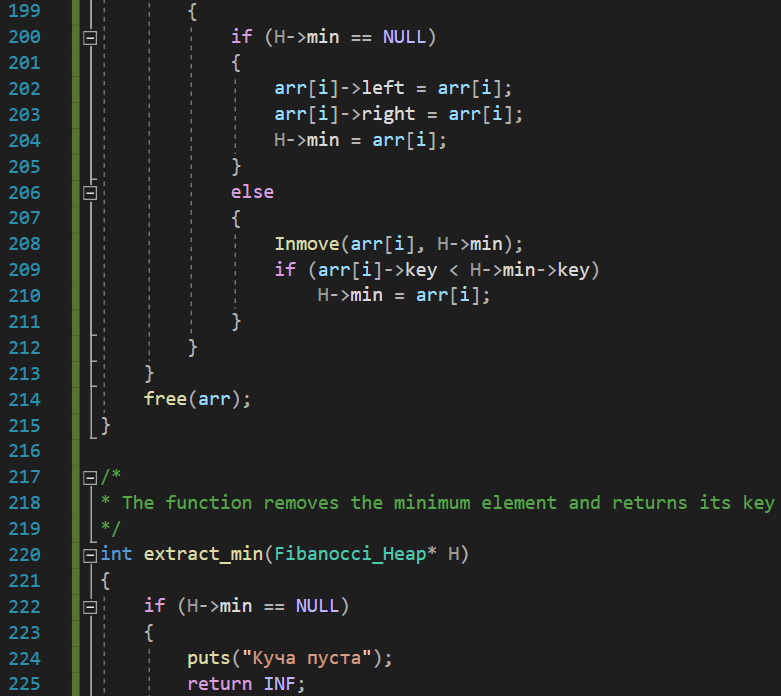 199 {
200 if (H->min == NULL)
201 {
202 arr[i]->left = arr[i];
203 arr[i]->right = arr[i];
204 H->min = arr[i];
205 }
206 else
207 {
208 Inmove(arr[i], H->min);
209 if (arr[i]->key < H->min->key)
210 H->min = arr[i];
211 }
212 }
213 }
214 free(arr);
215 }
216
217 /*
218 * The function removes the minimum element and returns its key
219 */
220 int extract_min(Fibanocci_Heap* H)
221 {
222 if (H->min == NULL)
223 {
224 puts("Куча пуста");
225 return INF;